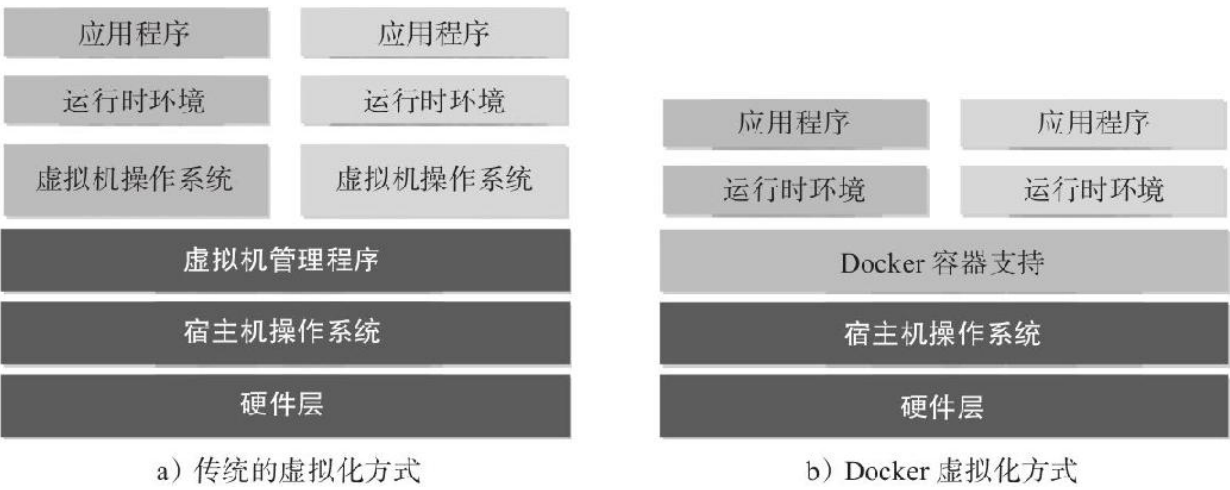 应用程序 应用程序
运行时环境 运行时环境
虚拟机操作系统 虚拟机操作系统
虚拟机管理程序
宿主机操作系统
硬件层
a）传统的虚拟化方式
应用程序 应用程序
运行时环境 运行时环境
Docker 容器支持
宿主机操作系统
硬件层
b）Docker 虚拟化方式